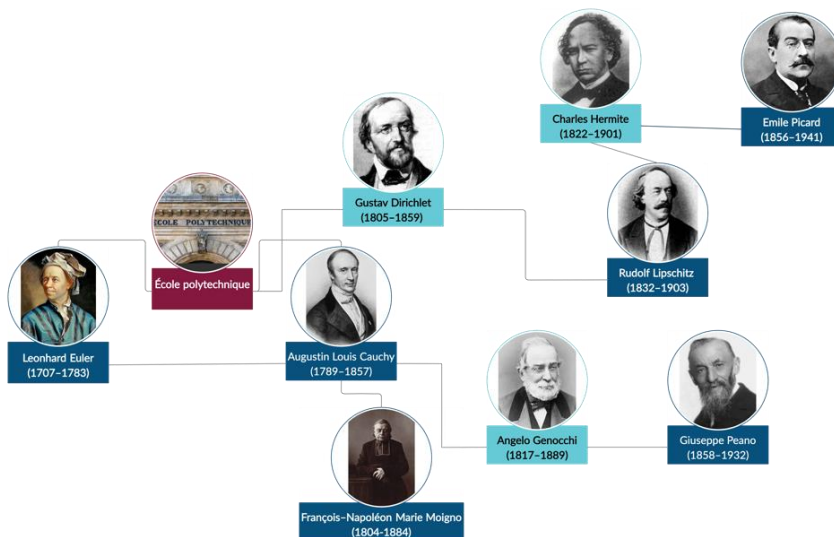 Charles Hermite
(1822–1901)
Emile Picard
(1856–1941)
Gustav Dirichlet
(1805–1859)
ECOLE POLYTECHNIQUE
École polytechnique
Rudolf Lipschitz
(1832–1903)
Leonhard Euler
(1707–1783)
Augustin Louis Cauchy
(1789–1857)
Angelo Genocchi
(1817–1889)
Giuseppe Peano
(1858–1932)
François–Napoléon Marie Moigno
(1804-1884)